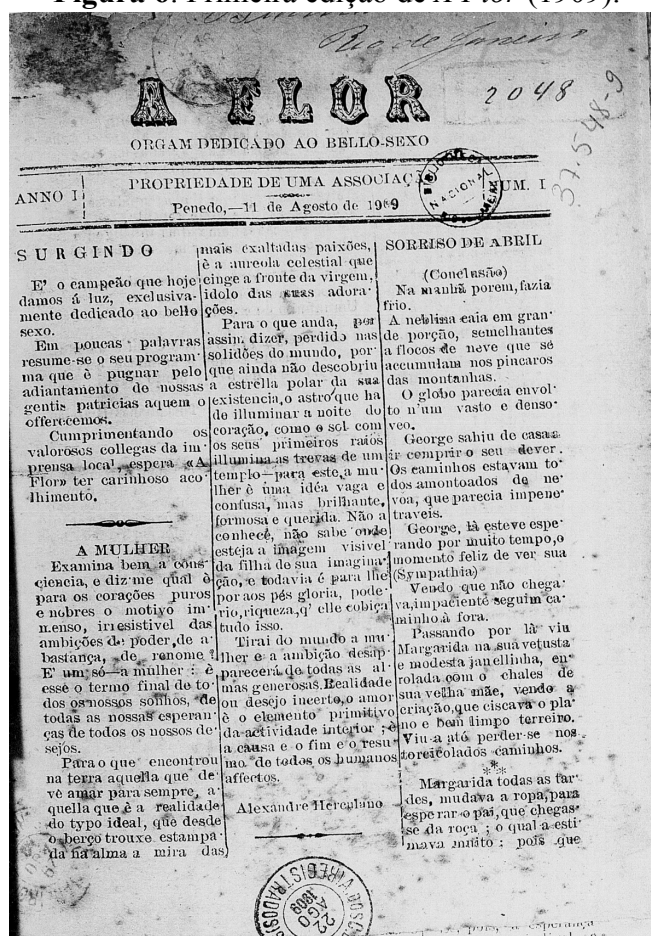 Primeira edição de A Flor (1909).
Rio de Janeiro
2048
37.548-9
A FLOR
ORGAM DEDICADO AO BELLO-SEXO
ANNO I
PROPRIEDADE DE UMA ASSOCIAÇ
NUM. I
Penedo,—11 de Agosto de 1909
NACIONAL
SURGINDO
E' o campeão que hoje
damos á luz, exclusiva-
mente dedicado ao bello
sexo.
Em poucas palavras
resume-se o seu program-
ma que è pugnar pelo
adiantamento de nossas
gentis patricias aquem o
offerecemos.
Cumprimentando os
valorosos collegas da im-
prensa local, espera «A
Flor» ter carinhoso aco-
lhimento.
A MULHER
Examina bem a cons-
ciencia, e diz-me qual è
para os corações puros
e nobres o motivo im-
menso, irresistivel das
ambições de poder, de a-
bastança, de renome?
E' um só—a mulher: è
esse o termo final de to-
dos os nossos sonhos, de
todas as nossas esperan-
ças de todos os nossos de-
sejos.
Para o que encontrou
na terra aquella que de-
ve amar para sempre, a-
quella que è a realidade
do typo ideal, que desde
o berço trouxe estampa-
da na alma a mira das
mais exaltadas paixões,
è a aureola celestial que
cinge a fronte da virgem,
idolo das suas adora-
ções.
Para o que anda, por
assim dizer, perdido nas
solidões do mundo, por-
que ainda não descobriu
a estrella polar da sua
existencia, o astro que ha
de illuminar a noite do
coração, como o sol com
os seus primeiros raios
illumina as trevas de um
templo—para este, a mu-
lher è uma idéa vaga e
confusa, mas brilhante,
formosa e querida. Não a
conhece, não sabe onde
esteja a imagem visivel
da filha de sua imagina-
ção, e todavia é para lhe
por aos pés gloria, pode-
rio, riqueza, q' elle cobiça
tudo isso.
Tirai do mundo a mu-
lher e a ambição desap-
parecerá de todas as al-
mas generosas. Realidade
ou desejo incerto, o amor
è o elemento primitivo
da actividade interior; è
a causa e o fim e o resu-
mo de todos os humanos
affectos.
Alexandre Herculano
SORRISO DE ABRIL
(Conclusão)
Na manhã porem, fazia
frio.
A neblina caia em gran-
de porção, semelhantes
a flocos de neve que se
accumulam nos pincaros
das montanhas.
O globo parecia envol-
to n'um vasto e denso
veo.
George sahiu de casa a
ir comprir o seu dever.
Os caminhos estavam to-
dos amontoados de ne-
voa, que parecia impene-
traveis.
George, là esteve espe-
rando por muito tempo, o
momento feliz de ver sua
(Sympathia)
Vendo que não chega-
va, impaciente seguim ca-
minho à fora.
Passando por là viu
Margarida na sua vetusta
e modesta janellinha, en-
rolada com o chales de
sua velha mãe, vendo a
criação, que ciscava o pla-
no e bem limpo terreiro.
Viu-a até perder-se nos
torcicolados caminhos.
***
Margarida todas as tar-
des, mudava a ropa, para
esperar o pai, que chegas-
se da roça; o qual a esti-
mava muito: pois que
22
AGO
1909
esperança